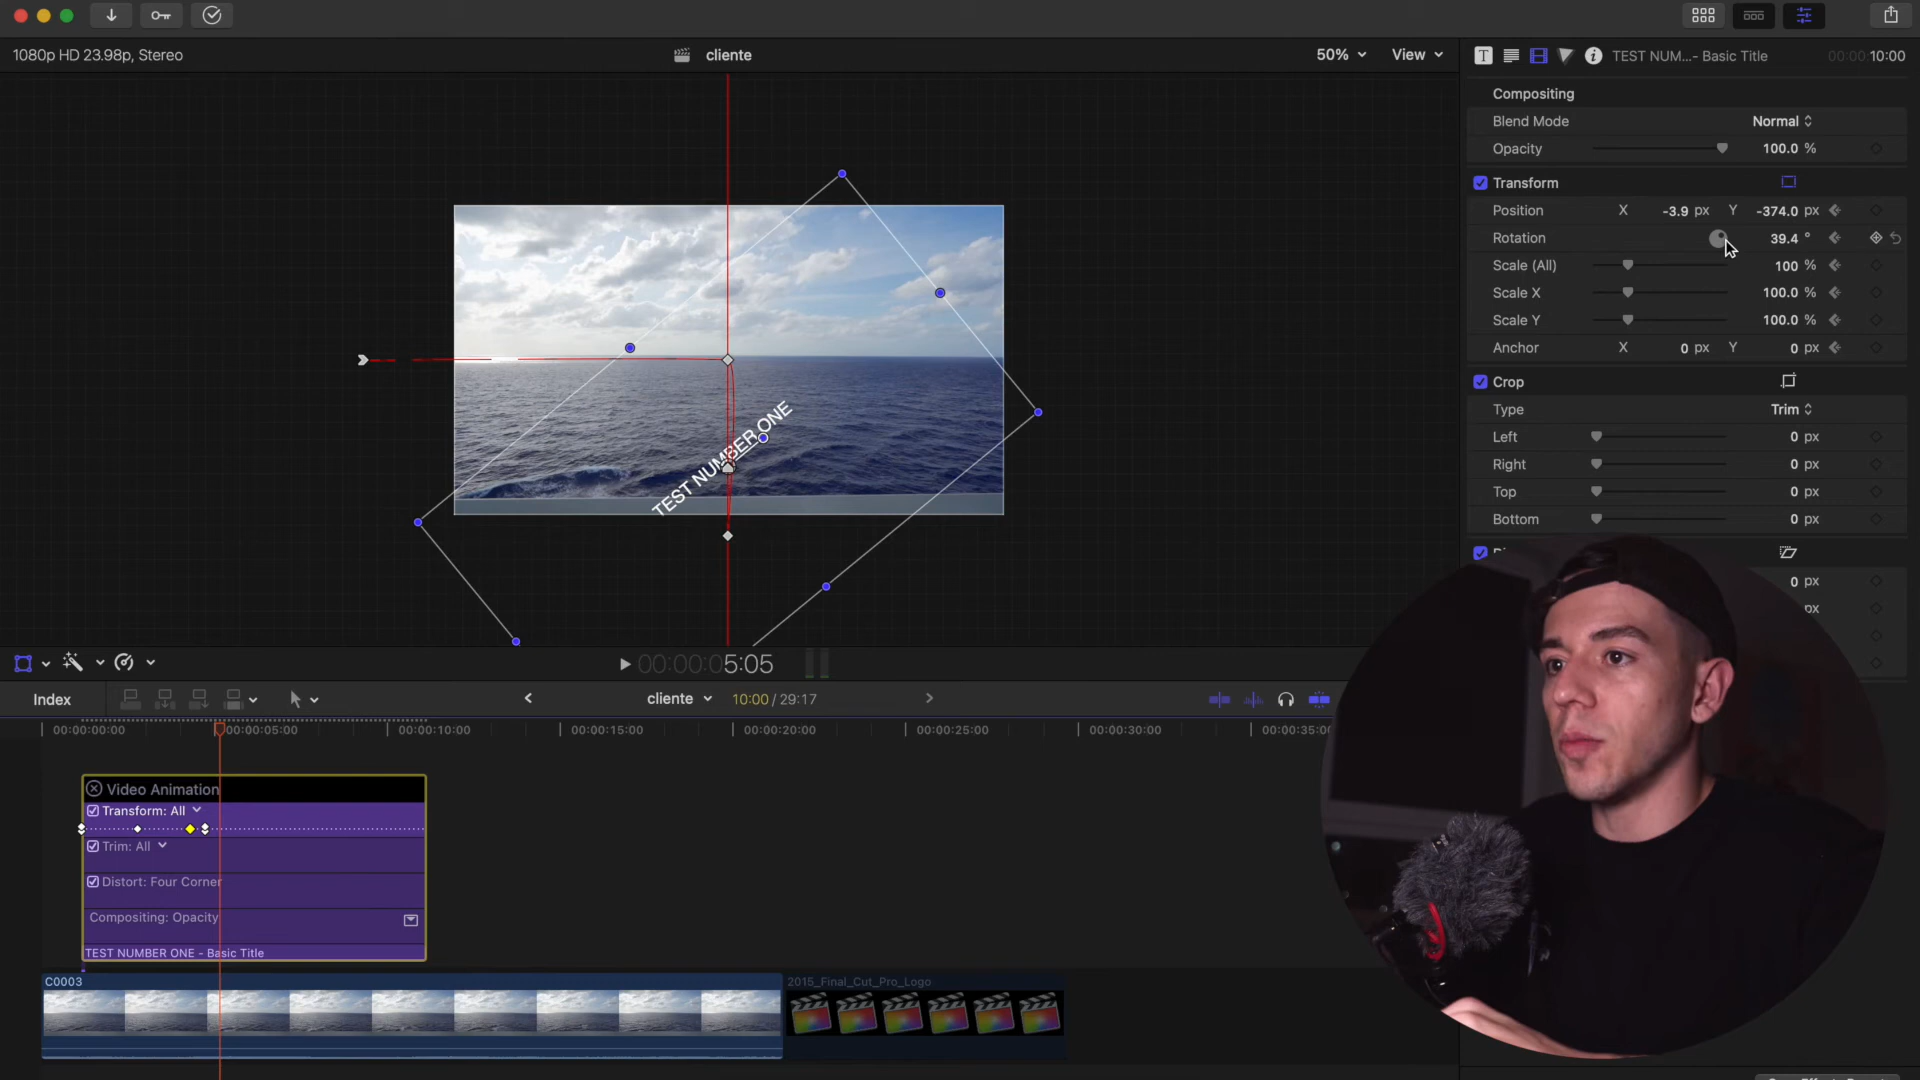 1080p HD 23.98p, Stereo
cliente
50%
View
T
TEST NUM...- Basic Title
00:00:10:00
Compositing
Blend Mode
Normal
Opacity
100.0 %
Transform
Position
X
-3.9 px
Y
-374.0 px
Rotation
39.4 °
Scale (All)
100 %
Scale X
100.0 %
Scale Y
100.0 %
Anchor
X
0 px
Y
0 px
Crop
Type
Trim
Left
0 px
Right
0 px
Top
0 px
Bottom
0 px
0 px
px
TEST NUMBER ONE
00:00:05:05
Index
cliente
10:00 / 29:17
00:00:00:00
00:00:05:00
00:00:10:00
00:00:15:00
00:00:20:00
00:00:25:00
00:00:30:00
00:00:35:0
Video Animation
Transform: All
Trim: All
Distort: Four Corner
Compositing: Opacity
TEST NUMBER ONE - Basic Title
C0003
2015_Final_Cut_Pro_Logo